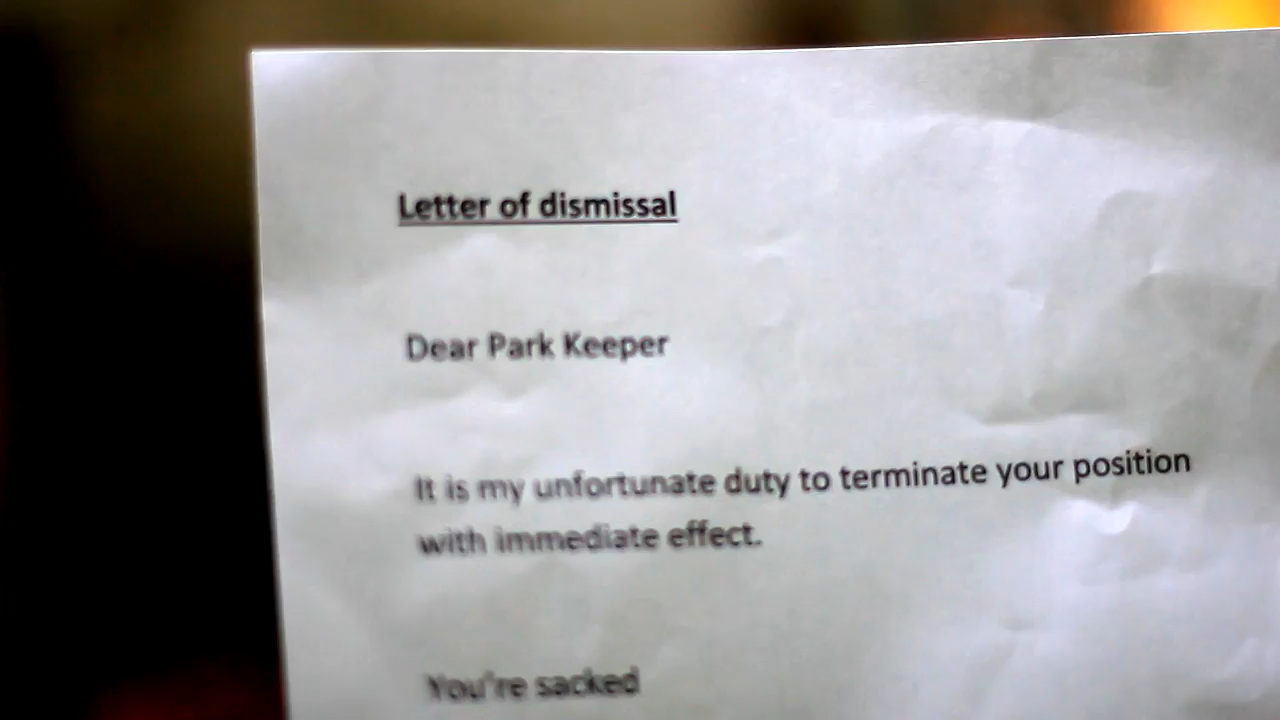 Letter of dismissal
Dear Park Keeper
It is my unfortunate duty to terminate your position
with immediate effect.
You're sacked